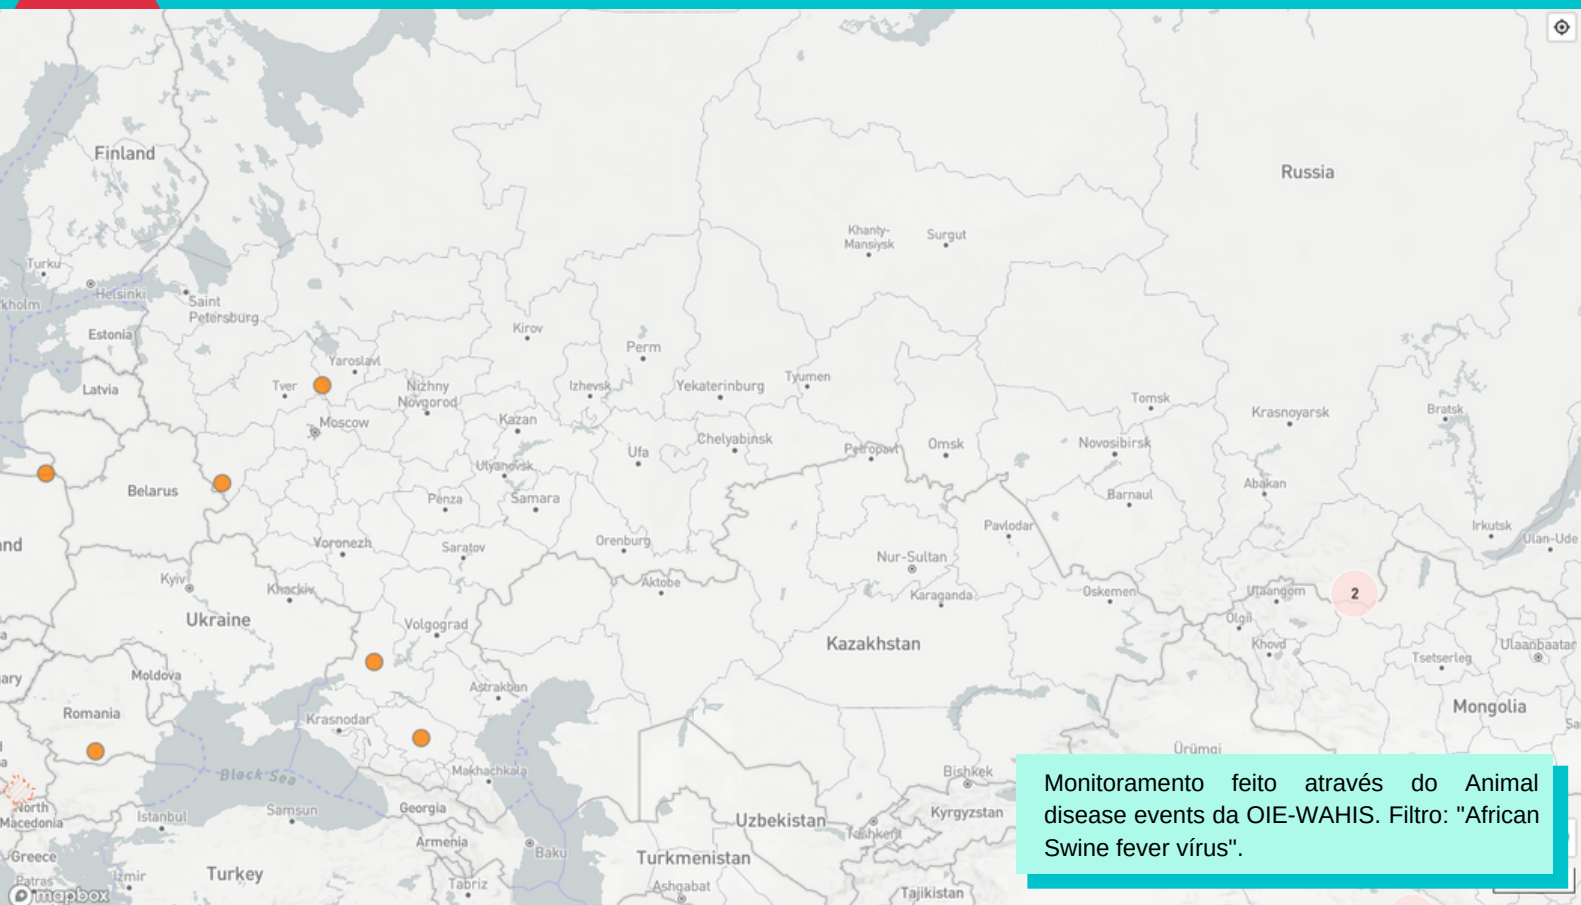 Finland
Russia
Khanty-
Mansiysk
Surgut
Turku
Helsinki
kholm
Saint
Petersburg
Estonia
Kirov
Perm
Yaroslavl
Latvia
Tver
Nizhny
Novgorod
Izhevsk
Yekaterinburg
Tyumen
Tomsk
Krasnoyarsk
Bratsk
Moscow
Kazan
Chelyabinsk
Petropavl
Omsk
Novosibirsk
Ufa
Ulyanovsk
Belarus
Penza
Samara
Barnaul
Abakan
Irkutsk
Ulan-Ude
Pavlodar
nd
Voronezh
Saratov
Orenburg
Nur-Sultan
Kyiv
Kharkiv
Aktobe
Karaganda
Oskemen
Ulaangom
2
Ukraine
Volgograd
Kazakhstan
Olgii
Khovd
Tsetserleg
Ulaanbaatar
ary
Moldova
Astrakhan
Mongolia
Romania
Krasnodar
Ürümqi
Black Sea
Makhachkala
Bishkek
North
Macedonia
Istanbul
Samsun
Georgia
Uzbekistan
Kyrgyzstan
Tashkent
Armenia
Baku
Greece
Turkmenistan
Patras
Izmir
Turkey
Tabriz
Ashgabat
Tajikistan
mapbox
Monitoramento feito através do Animal
disease events da OIE-WAHIS. Filtro: "African
Swine fever vírus".